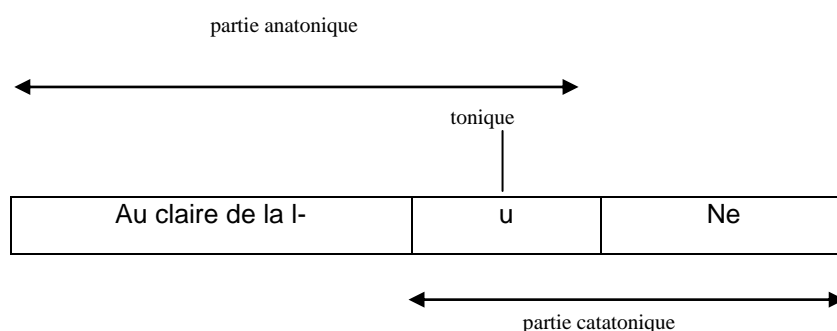 partie anatonique
tonique
Au claire de la l- u Ne
partie catatonique